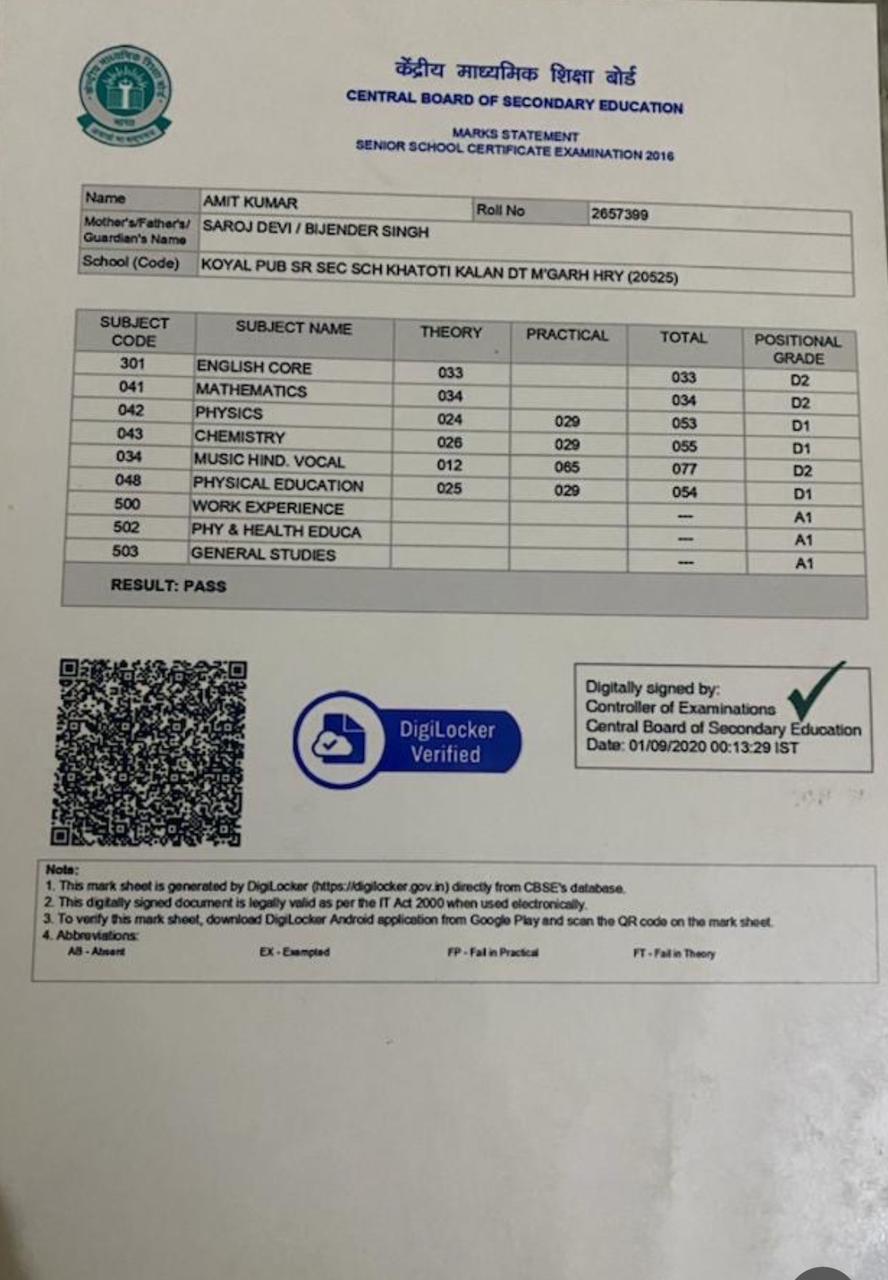 केंद्रीय माध्यमिक शिक्षा बोर्ड
CENTRAL BOARD OF SECONDARY EDUCATION
MARKS STATEMENT
SENIOR SCHOOL CERTIFICATE EXAMINATION 2016
Name AMIT KUMAR Roll No 2657399
Mother's/Father's/ Guardian's Name SAROJ DEVI / BIJENDER SINGH
School (Code) KOYAL PUB SR SEC SCH KHATOTI KALAN DT M'GARH HRY (20525)
SUBJECT CODE SUBJECT NAME THEORY PRACTICAL TOTAL POSITIONAL GRADE
301 ENGLISH CORE 033 033 D2
041 MATHEMATICS 034 034 D2
042 PHYSICS 024 029 053 D1
043 CHEMISTRY 026 029 055 D1
034 MUSIC HIND. VOCAL 012 065 077 D2
048 PHYSICAL EDUCATION 025 029 054 D1
500 WORK EXPERIENCE --- A1
502 PHY & HEALTH EDUCA --- A1
503 GENERAL STUDIES --- A1
RESULT: PASS
DigiLocker
Verified
Digitally signed by:
Controller of Examinations
Central Board of Secondary Education
Date: 01/09/2020 00:13:29 IST
Note:
1. This mark sheet is generated by DigiLocker (https://digilocker.gov.in) directly from CBSE's database.
2. This digitally signed document is legally valid as per the IT Act 2000 when used electronically.
3. To verify this mark sheet, download DigiLocker Android application from Google Play and scan the QR code on the mark sheet.
4. Abbreviations:
AB - Absent EX - Exempted FP - Fail in Practical FT - Fail in Theory